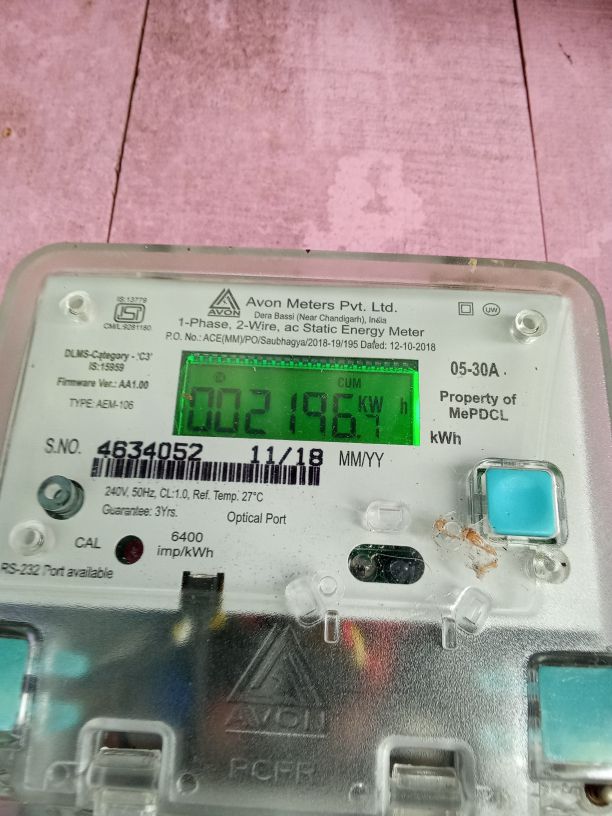 IS:13779
ISI
CM/L:9281180
AVON
Avon Meters Pvt. Ltd.
Dera Bassi (Near Chandigarh), India
1-Phase, 2-Wire, ac Static Energy Meter
P.O. No.: ACE(MM)/PO/Saubhagya/2018-19/195 Dated: 12-10-2018
UW
DLMS-Category - 'C3'
IS:15959
Firmware Ver.: AA1.00
TYPE: AEM-106
CUM
002196.7 KW h
kWh
05-30A
Property of
MePDCL
S.NO. 4634052 11/18 MM/YY
240V, 50Hz, CL:1.0, Ref. Temp. 27°C
Guarantee: 3Yrs.
Optical Port
CAL
6400
imp/kWh
RS-232 Port available
AVON